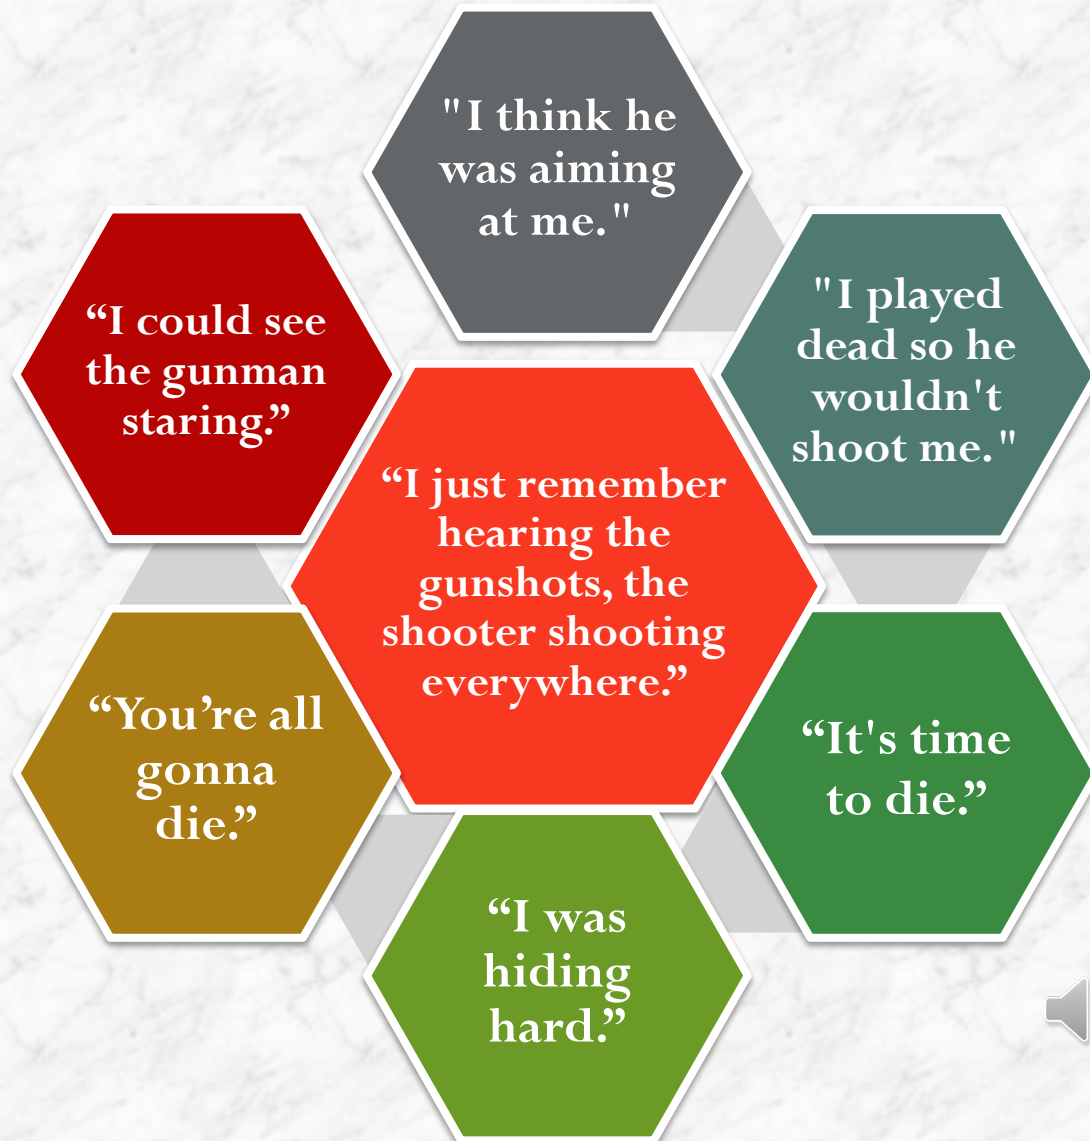 "I think he
was aiming
at me."
"I played
dead so he
wouldn't
shoot me."
“It's time
to die.”
“I was
hiding
hard.”
“You’re all
gonna
die.”
“I could see
the gunman
staring.”
“I just remember
hearing the
gunshots, the
shooter shooting
everywhere.”